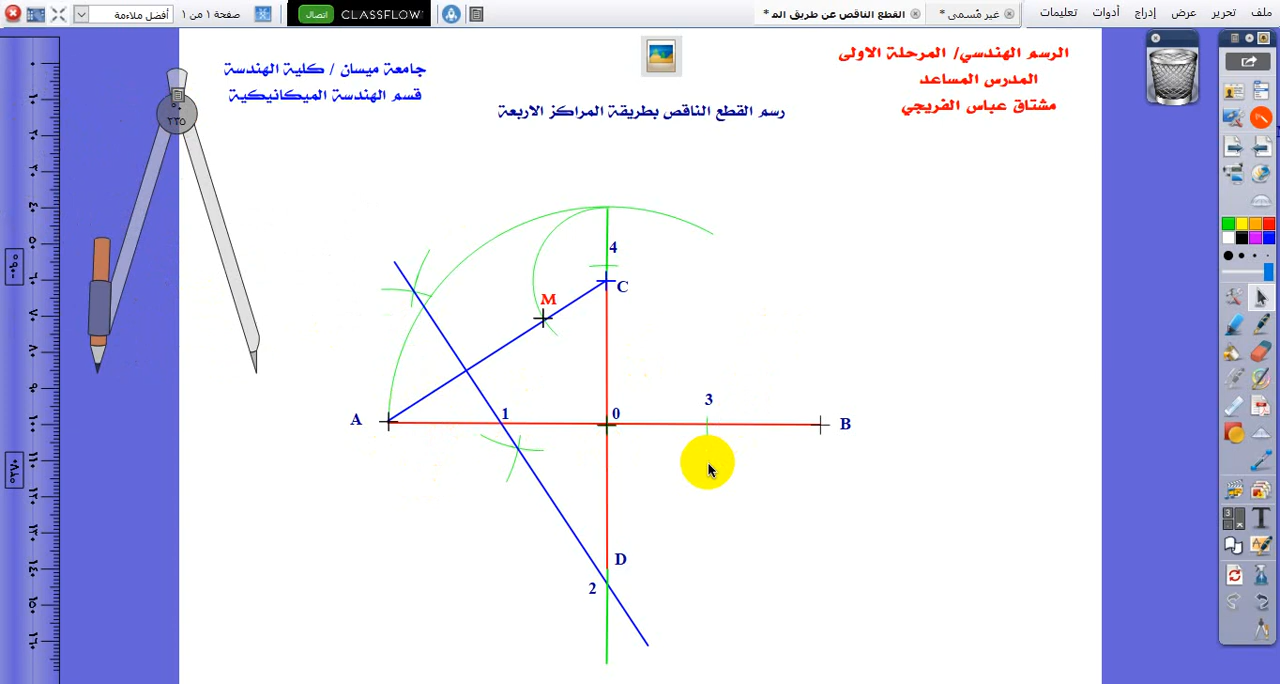 ملف تحرير عرض إدراج أدوات تعليمات
غير مُسمى *
القطع الناقص عن طريق الم *
CLASSFLOW
اتصال
صفحة ١ من ١
أفضل ملاءمة
الرسم الهندسي/ المرحلة الاولى
المدرس المساعد
مشتاق عباس الفريجي
جامعة ميسان / كلية الهندسة
قسم الهندسة الميكانيكية
رسم القطع الناقص بطريقة المراكز الاربعة
٢٣٥
4
C
M
A
1
0
3
B
D
2